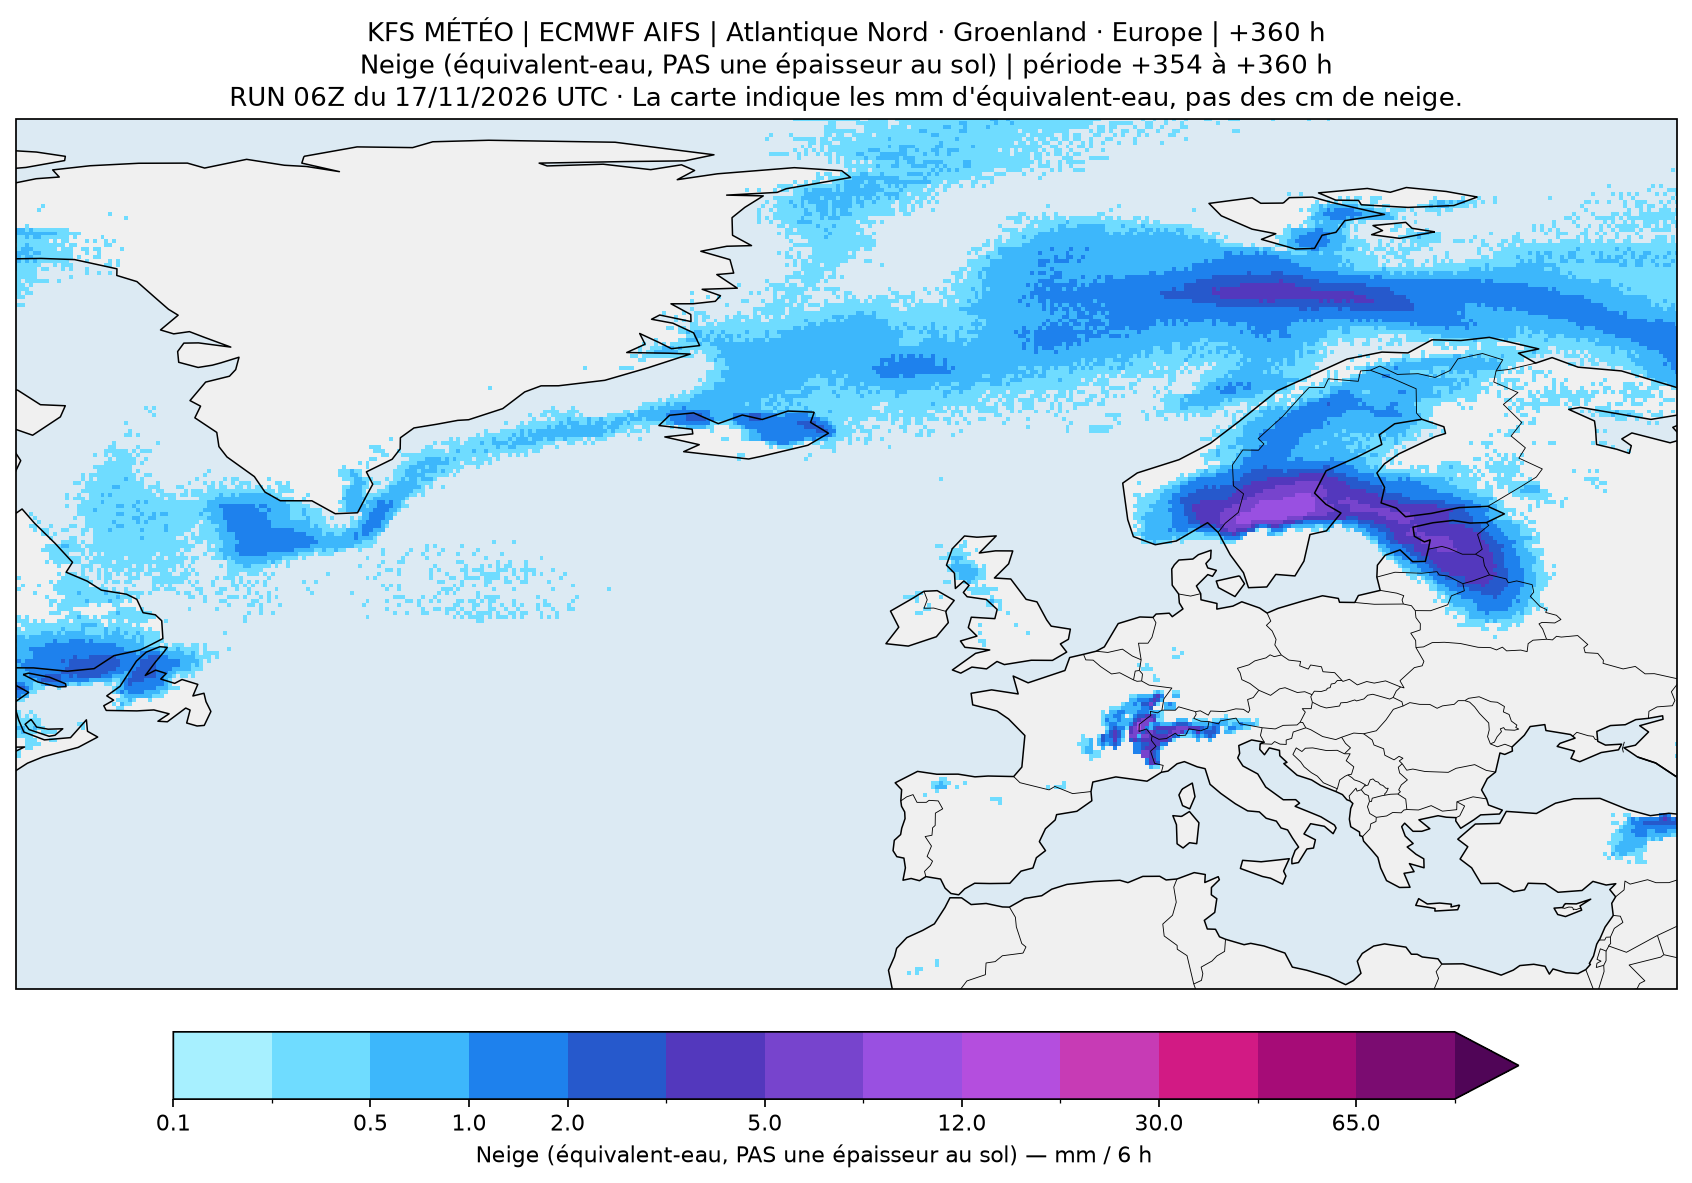 KFS MÉTÉO | ECMWF AIFS | Atlantique Nord · Groenland · Europe | +360 h
Neige (équivalent-eau, PAS une épaisseur au sol) | période +354 à +360 h
RUN 06Z du 17/11/2026 UTC · La carte indique les mm d'équivalent-eau, pas des cm de neige.
0.1 0.5 1.0 2.0 5.0 12.0 30.0 65.0
Neige (équivalent-eau, PAS une épaisseur au sol) — mm / 6 h